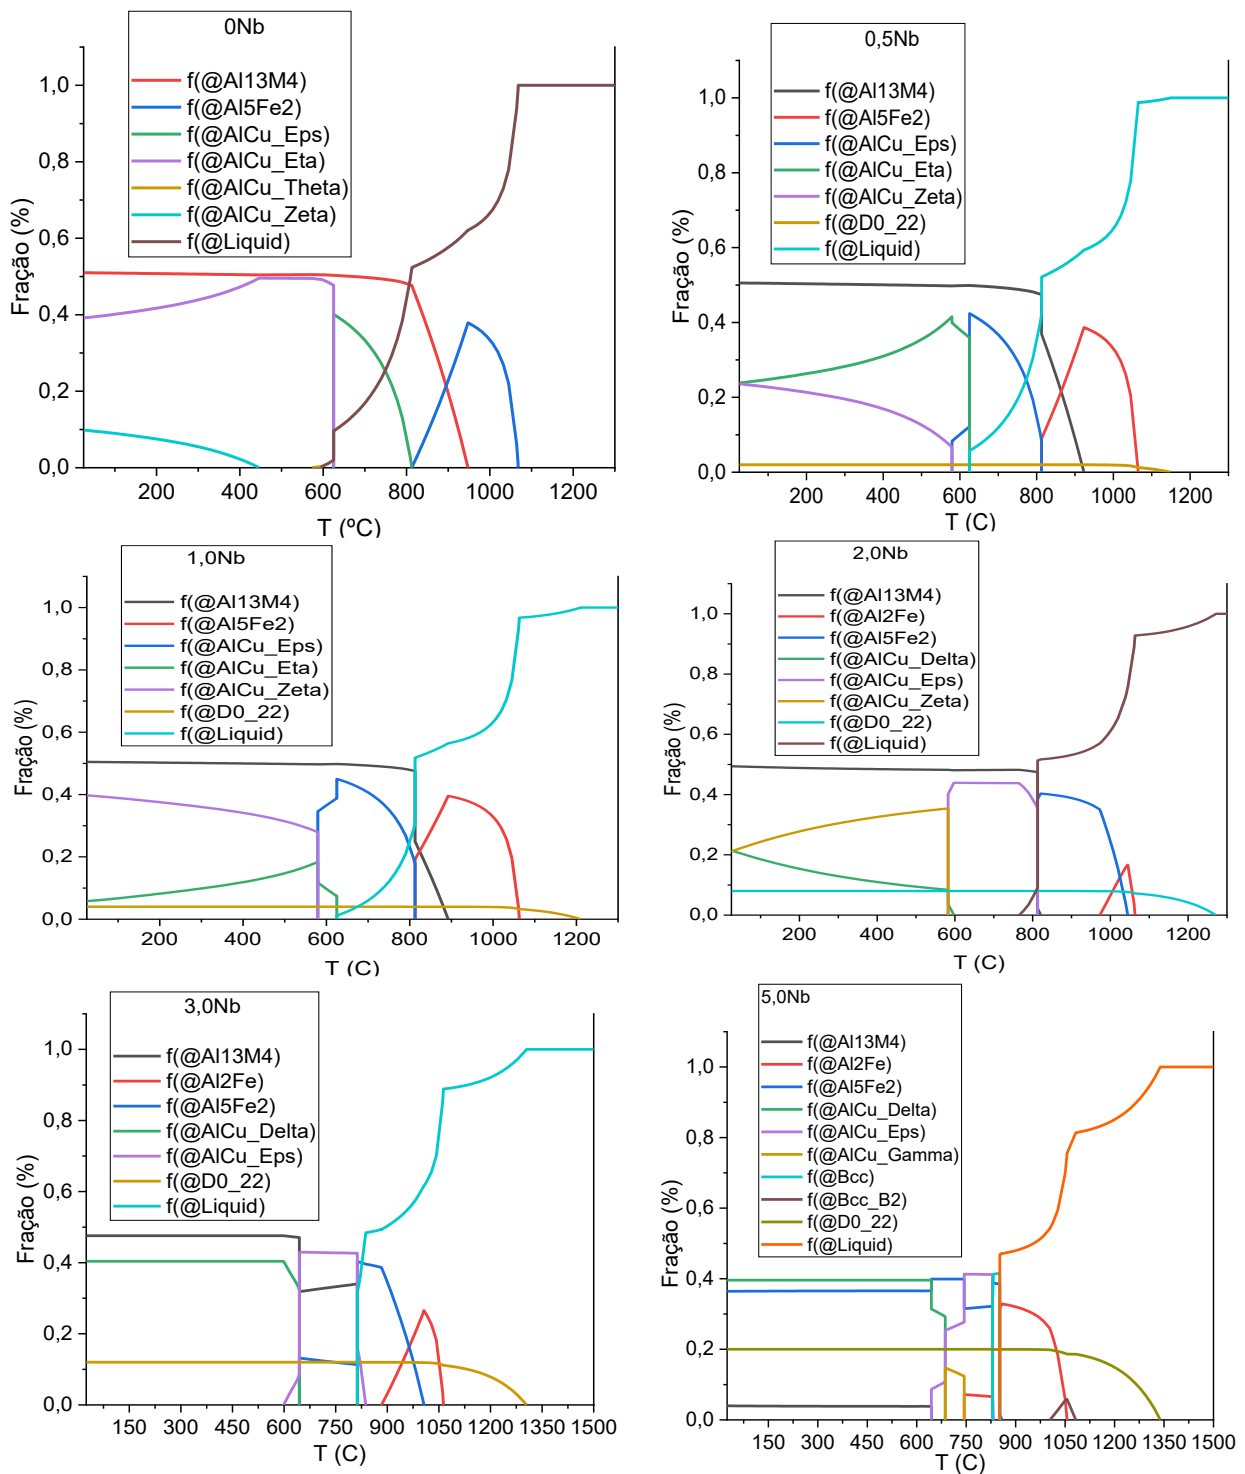 0Nb
f(@Al13M4)
f(@Al5Fe2)
f(@AlCu_Eps)
f(@AlCu_Eta)
f(@AlCu_Theta)
f(@AlCu_Zeta)
f(@Liquid)
Fração (%)
1,0
0,8
0,6
0,4
0,2
0,0
200 400 600 800 1000 1200
T (ºC)
0,5Nb
f(@Al13M4)
f(@Al5Fe2)
f(@AlCu_Eps)
f(@AlCu_Eta)
f(@AlCu_Zeta)
f(@D0_22)
f(@Liquid)
Fração (%)
1,0
0,8
0,6
0,4
0,2
0,0
200 400 600 800 1000 1200
T (C)
1,0Nb
f(@Al13M4)
f(@Al5Fe2)
f(@AlCu_Eps)
f(@AlCu_Eta)
f(@AlCu_Zeta)
f(@D0_22)
f(@Liquid)
Fração (%)
1,0
0,8
0,6
0,4
0,2
0,0
200 400 600 800 1000 1200
T (C)
2,0Nb
f(@Al13M4)
f(@Al2Fe)
f(@Al5Fe2)
f(@AlCu_Delta)
f(@AlCu_Eps)
f(@AlCu_Zeta)
f(@D0_22)
f(@Liquid)
Fração (%)
1,0
0,8
0,6
0,4
0,2
0,0
200 400 600 800 1000 1200
T (C)
3,0Nb
f(@Al13M4)
f(@Al2Fe)
f(@Al5Fe2)
f(@AlCu_Delta)
f(@AlCu_Eps)
f(@D0_22)
f(@Liquid)
Fração (%)
1,0
0,8
0,6
0,4
0,2
0,0
150 300 450 600 750 900 1050 1200 1350 1500
T (C)
5,0Nb
f(@Al13M4)
f(@Al2Fe)
f(@Al5Fe2)
f(@AlCu_Delta)
f(@AlCu_Eps)
f(@AlCu_Gamma)
f(@Bcc)
f(@Bcc_B2)
f(@D0_22)
f(@Liquid)
Fração (%)
1,0
0,8
0,6
0,4
0,2
0,0
150 300 450 600 750 900 1050 1200 1350 1500
T (C)